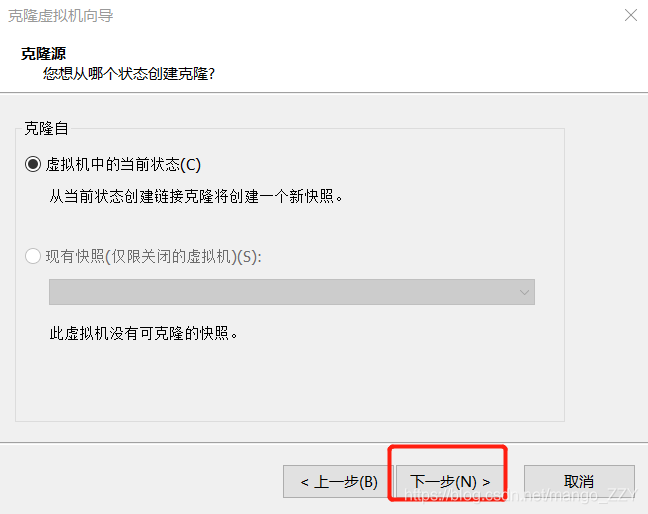 克隆虚拟机向导
克隆源
您想从哪个状态创建克隆?
克隆自
虚拟机中的当前状态(C)
从当前状态创建链接克隆将创建一个新快照。
现有快照(仅限关闭的虚拟机)(S):
此虚拟机没有可克隆的快照。
< 上一步(B) 下一步(N) > 取消
https://blog.csdn.net/mango_ZZY